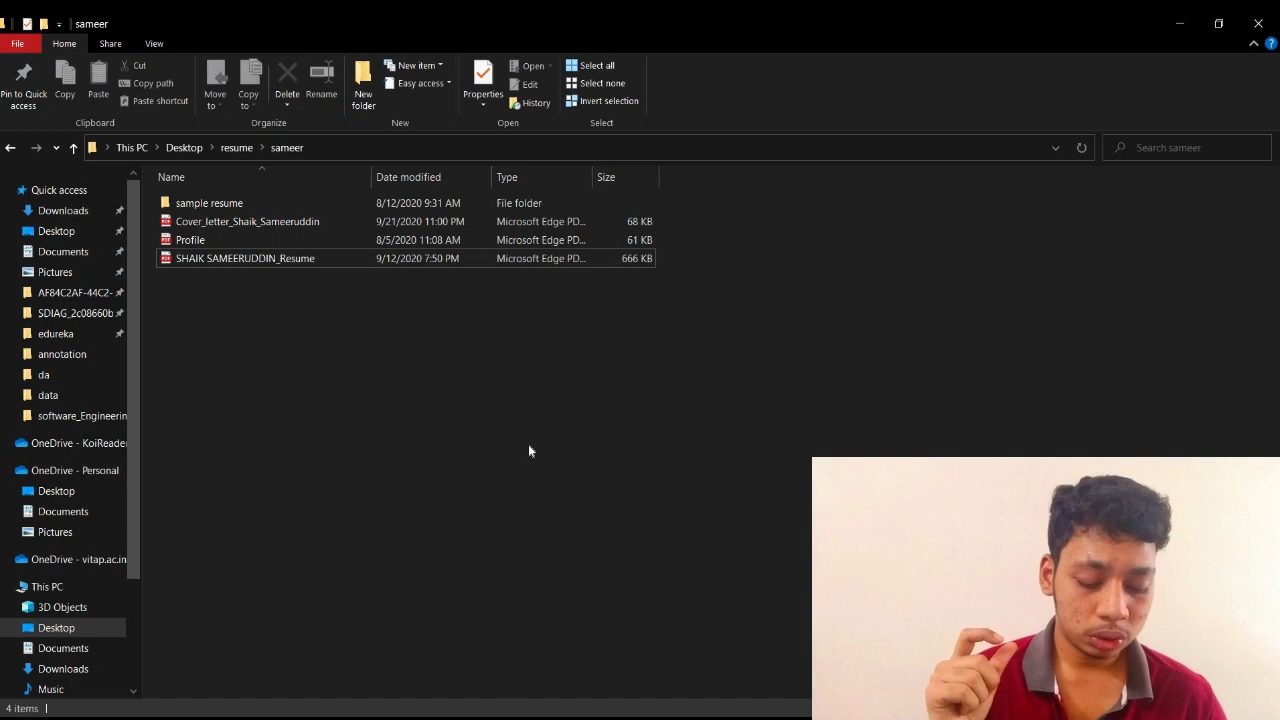 sameer
File Home Share View
Pin to Quick access
Copy
Paste
Cut
Copy path
Paste shortcut
Clipboard
Move to
Copy to
Delete
Rename
Organize
New folder
New item
Easy access
New
Properties
Open
Edit
History
Open
Select all
Select none
Invert selection
Select
This PC Desktop resume sameer
Search sameer
Name Date modified Type Size
sample resume 8/12/2020 9:31 AM File folder
Cover_letter_Shaik_Sameeruddin 9/21/2020 11:00 PM Microsoft Edge PD... 68 KB
Profile 8/5/2020 11:08 AM Microsoft Edge PD... 61 KB
SHAIK SAMEERUDDIN_Resume 9/12/2020 7:50 PM Microsoft Edge PD... 666 KB
Quick access
Downloads
Desktop
Documents
Pictures
AF84C2AF-44C2-
SDIAG_2c08660b
edureka
annotation
da
data
software_Engineerin
OneDrive - KoiReader
OneDrive - Personal
Desktop
Documents
Pictures
OneDrive - vitap.ac.in
This PC
3D Objects
Desktop
Documents
Downloads
Music
4 items